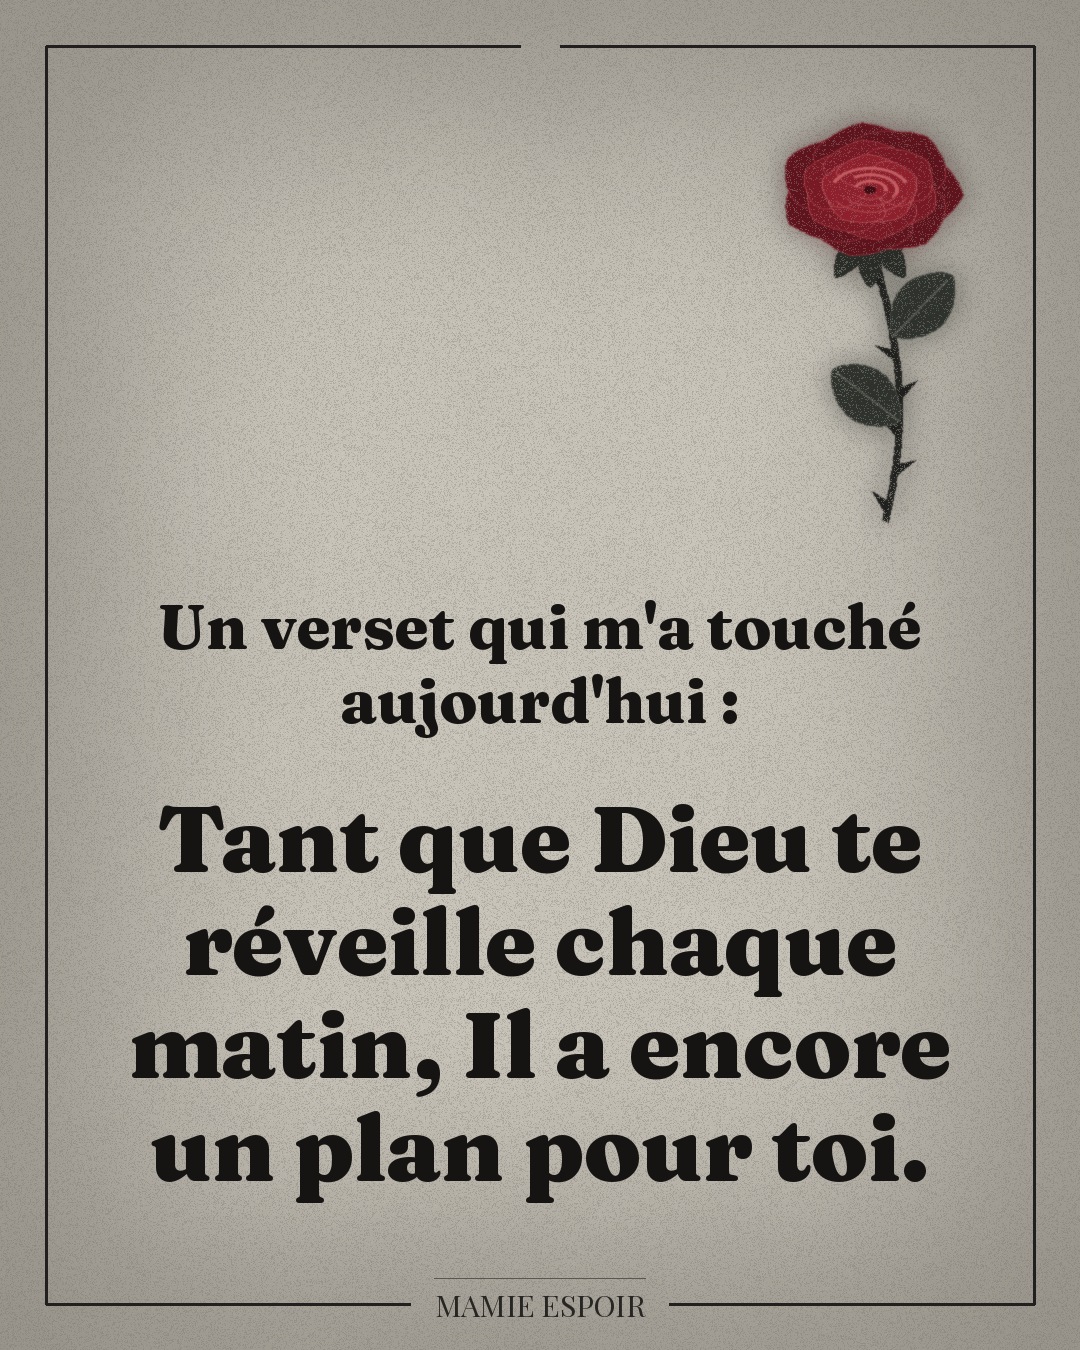 Un verset qui m'a touché
aujourd'hui :
Tant que Dieu te
réveille chaque
matin, Il a encore
un plan pour toi.
MAMIE ESPOIR